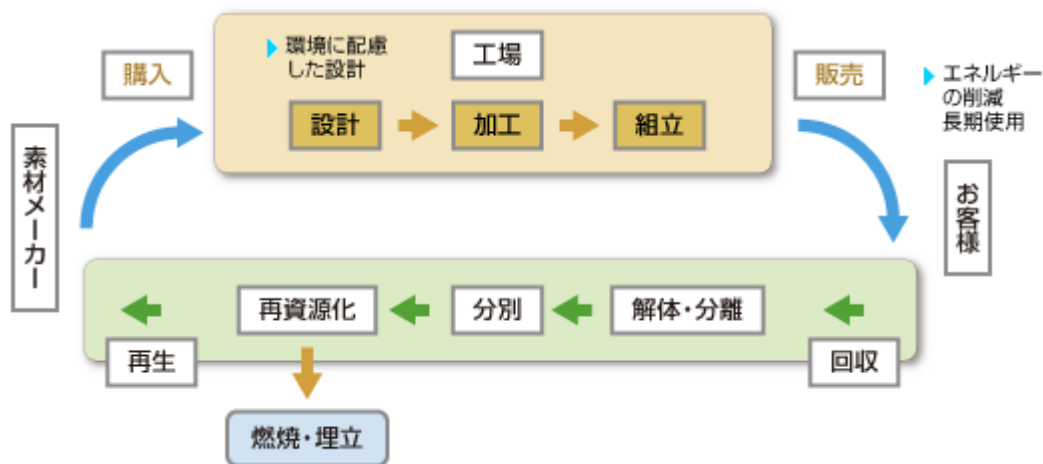 環境に配慮
した設計
工場
購入
販売
エネルギー
の削減
長期使用
設計
加工
組立
素材メーカー
お客様
再資源化
分別
解体・分離
再生
回収
燃焼・埋立